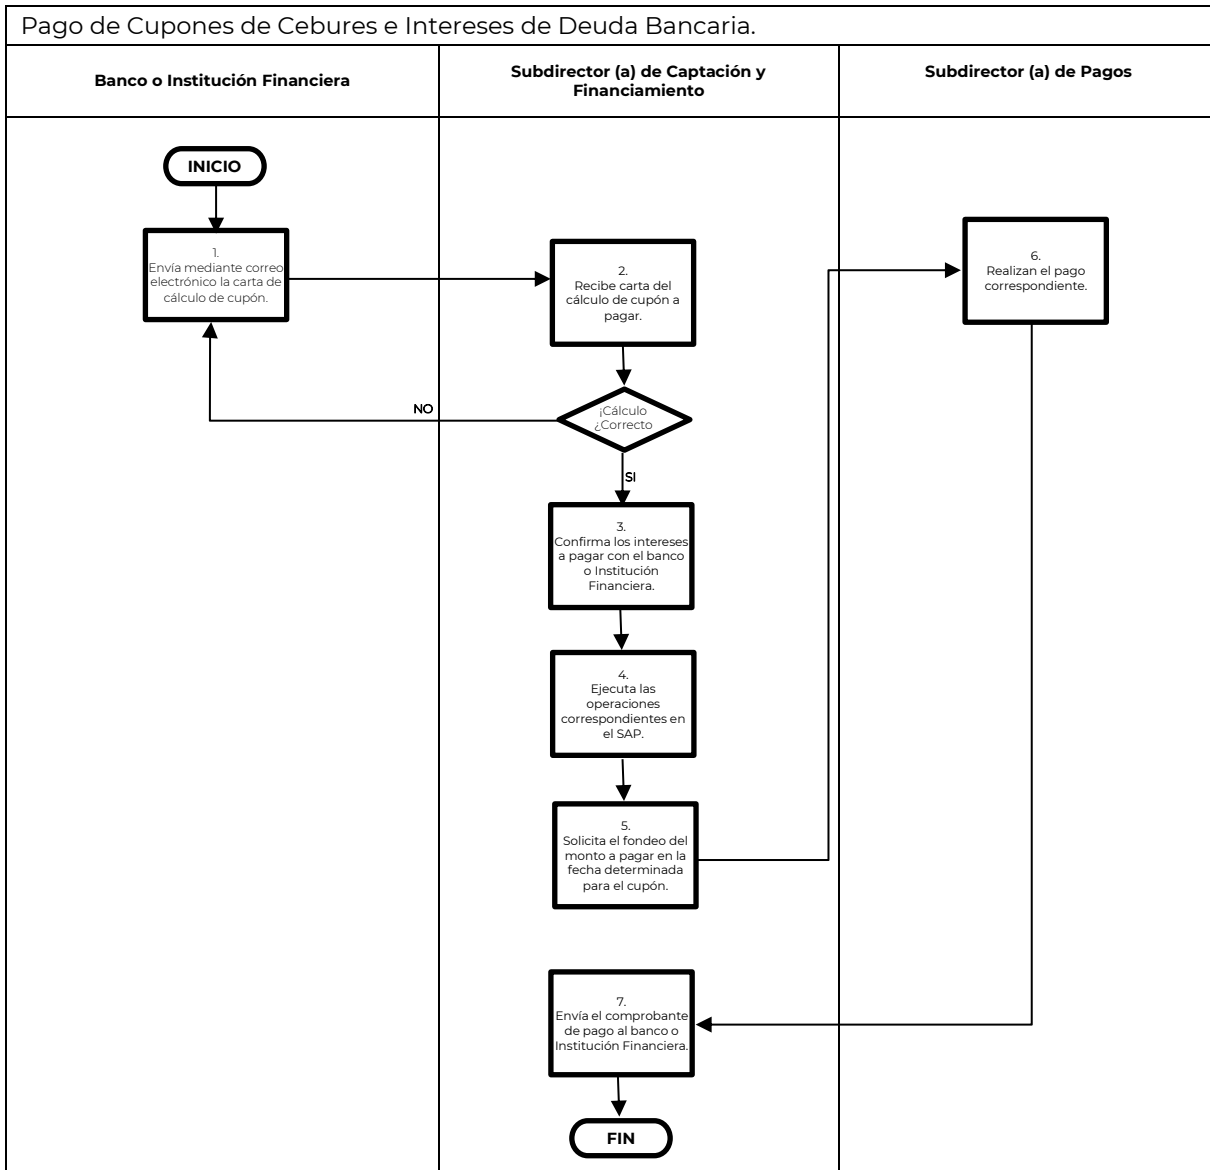 Pago de Cupones de Cebures e Intereses de Deuda Bancaria.
Banco o Institución Financiera
Subdirector (a) de Captación y
Financiamiento
Subdirector (a) de Pagos
INICIO
1.
Envía mediante correo
electrónico la carta de
cálculo de cupón.
2.
Recibe carta del
cálculo de cupón a
pagar.
6.
Realizan el pago
correspondiente.
NO
¡Cálculo
¿Correcto
SI
3.
Confirma los intereses
a pagar con el banco
o Institución
Financiera.
4.
Ejecuta las
operaciones
correspondientes en
el SAP.
5.
Solicita el fondeo del
monto a pagar en la
fecha determinada
para el cupón.
7.
Envía el comprobante
de pago al banco o
Institución Financiera.
FIN